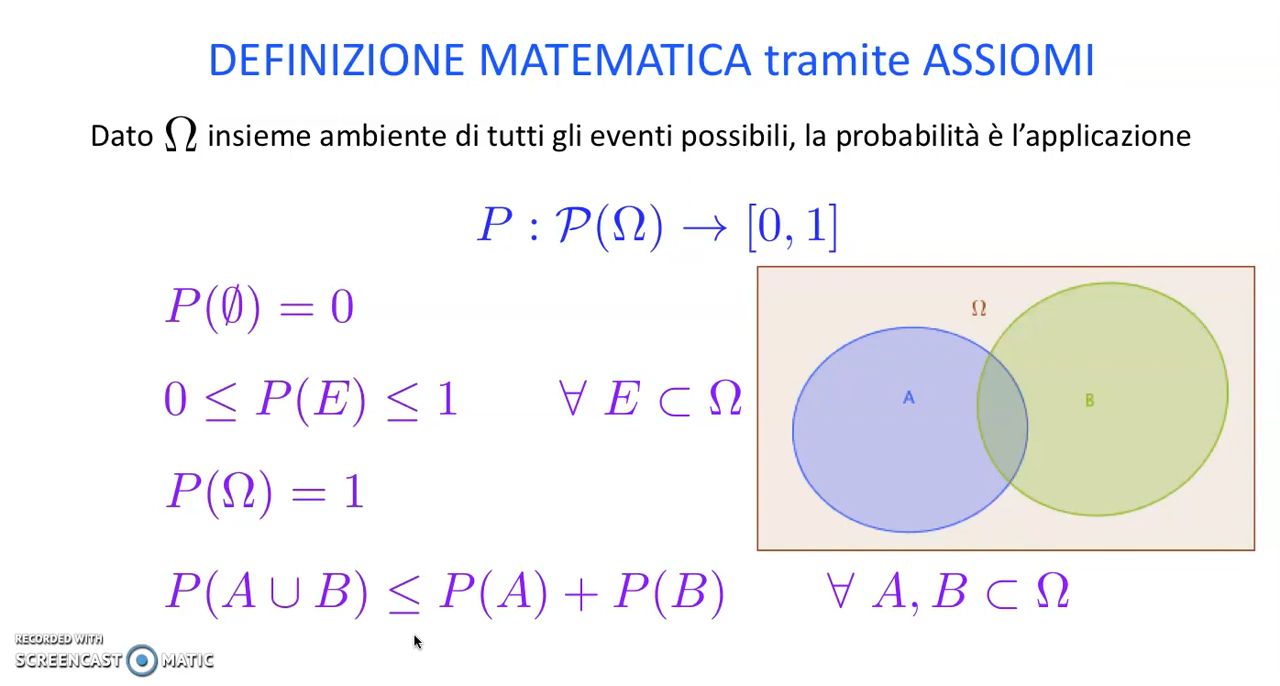 DEFINIZIONE MATEMATICA tramite ASSIOMI
Dato Ω insieme ambiente di tutti gli eventi possibili, la probabilità è l’applicazione
P : 𝒫(Ω) → [0, 1]
P(∅) = 0
0 ≤ P(E) ≤ 1 ∀ E ⊂ Ω
P(Ω) = 1
Ω
A
B
P(A ∪ B) ≤ P(A) + P(B) ∀ A, B ⊂ Ω
RECORDED WITH
SCREENCAST MATIC